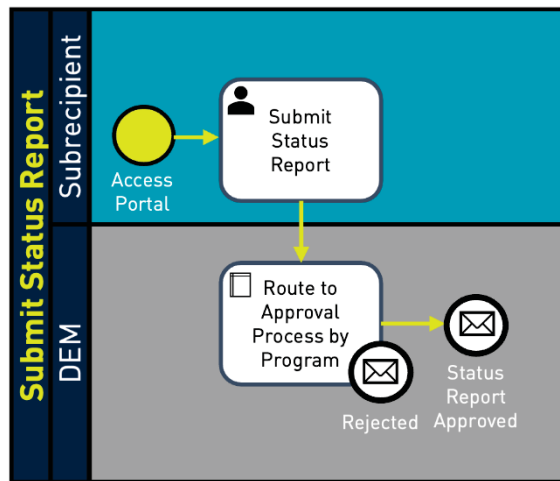 Submit Status Report
Subrecipient
Access
Portal
Submit
Status
Report
DEM
Route to
Approval
Process by
Program
Rejected
Status
Report
Approved